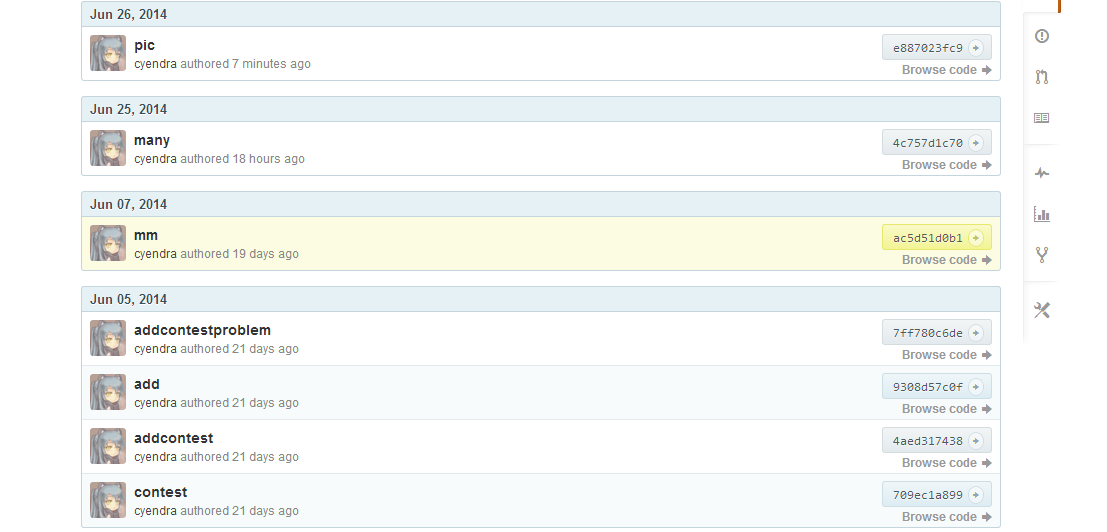 Jun 26, 2014
pic
e887023fc9
cyendra authored 7 minutes ago
Browse code
Jun 25, 2014
many
4c757d1c70
cyendra authored 18 hours ago
Browse code
Jun 07, 2014
mm
ac5d51d0b1
cyendra authored 19 days ago
Browse code
Jun 05, 2014
addcontestproblem
7ff780c6de
cyendra authored 21 days ago
Browse code
add
9308d57c0f
cyendra authored 21 days ago
Browse code
addcontest
4aed317438
cyendra authored 21 days ago
Browse code
contest
709ec1a899
cyendra authored 21 days ago
Browse code